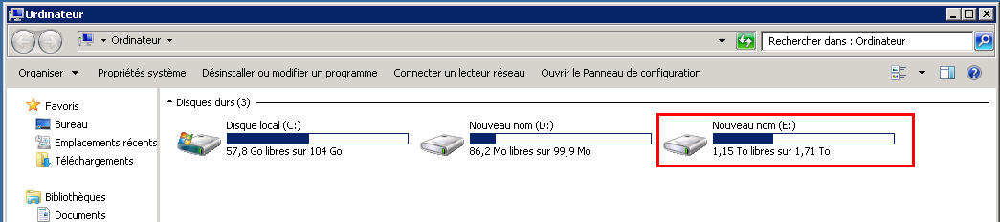 Ordinateur
Ordinateur
Rechercher dans : Ordinateur
Organiser Propriétés système Désinstaller ou modifier un programme Connecter un lecteur réseau Ouvrir le Panneau de configuration
Favoris
Bureau
Emplacements récents
Téléchargements
Bibliothèques
Documents
Disques durs (3)
Disque local (C:)
57,8 Go libres sur 104 Go
Nouveau nom (D:)
86,2 Mo libres sur 99,9 Mo
Nouveau nom (E:)
1,15 To libres sur 1,71 To